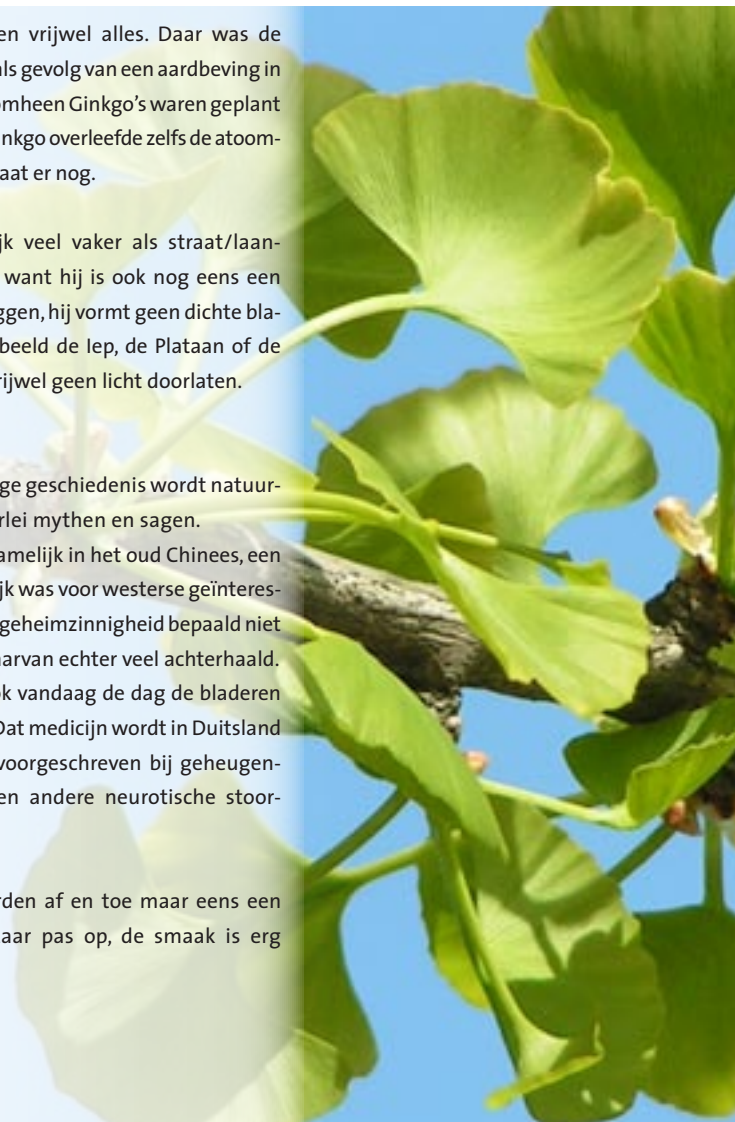 en vrijwel alles. Daar was de
als gevolg van een aardbeving in
omheen Ginkgo's waren geplant
inkgo overleefde zelfs de atoom-
aat er nog.
jk veel vaker als straat/laan-
want hij is ook nog eens een
ggen, hij vormt geen dichte bla-
beeld de Iep, de Plataan of de
rijwel geen licht doorlaten.
ge geschiedenis wordt natuur-
rlei mythen en sagen.
amelijk in het oud Chinees, een
jk was voor westerse geïnteres-
geheimzinnigheid bepaald niet
arvan echter veel achterhaald.
ok vandaag de dag de bladeren
Dat medicijn wordt in Duitsland
voorgeschreven bij geheugen-
en andere neurotische stoor-
rden af en toe maar eens een
aar pas op, de smaak is erg